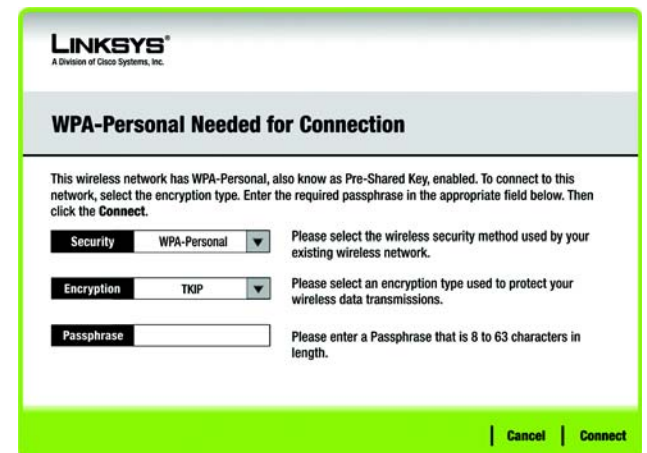 LINKSYS®
A Division of Cisco Systems, Inc.
WPA-Personal Needed for Connection
This wireless network has WPA-Personal, also know as Pre-Shared Key, enabled. To connect to this
network, select the encryption type. Enter the required passphrase in the appropriate field below. Then
click the Connect.
Security WPA-Personal
Please select the wireless security method used by your
existing wireless network.
Encryption TKIP
Please select an encryption type used to protect your
wireless data transmissions.
Passphrase
Please enter a Passphrase that is 8 to 63 characters in
length.
Cancel Connect